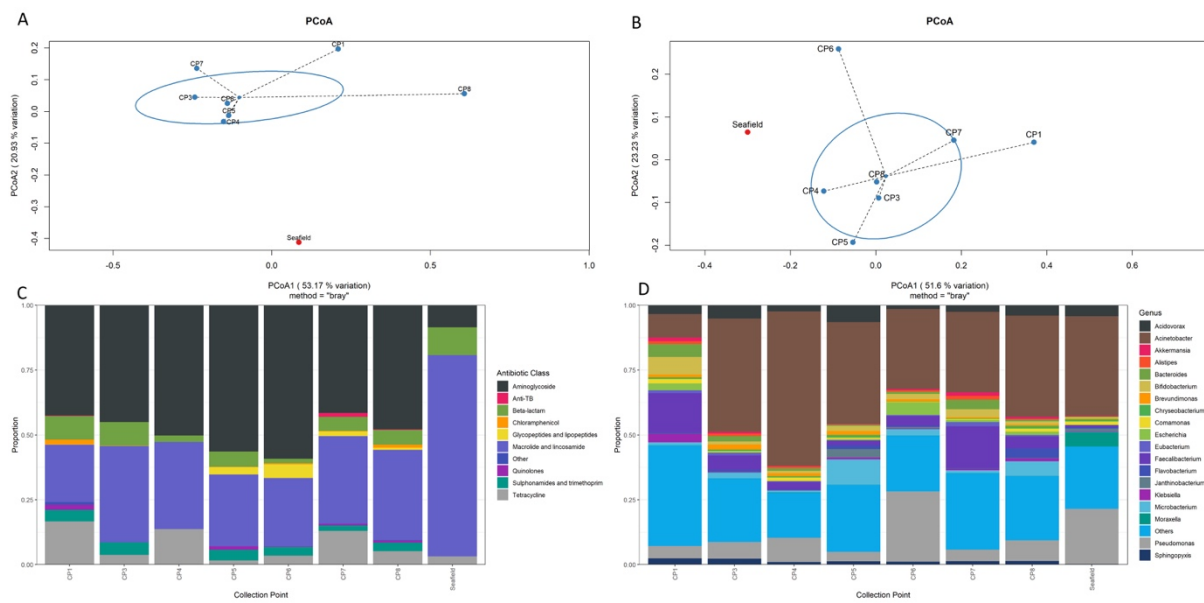 A
PCoA
PCoA2 ( 20.93 % variation)
0.2
0.1
0.0
-0.1
-0.2
-0.3
-0.4
CP1
CP7
CP8
CP3
CP6
CP5
CP4
Seafield
-0.5
0.0
0.5
1.0
PCoA1 ( 53.17 % variation)
method = "bray"
B
PCoA
PCoA2 ( 23.23 % variation)
0.2
0.1
0.0
-0.1
-0.2
CP6
Seafield
CP7
CP1
CP8
CP4
CP3
CP5
-0.4
-0.2
0.0
0.2
0.4
0.6
0.8
PCoA1 ( 51.6 % variation)
method = "bray"
C
Proportion
1.00
0.75
0.50
0.25
0.00
CP1
CP3
CP4
CP5
CP6
CP7
CP8
Seafield
Collection Point
Antibiotic Class
Aminoglycoside
Anti-TB
Beta-lactam
Chloramphenicol
Glycopeptides and lipopeptides
Macrolide and lincosamide
Other
Quinolones
Sulphonamides and trimethoprim
Tetracycline
D
Proportion
1.00
0.75
0.50
0.25
0.00
CP1
CP3
CP4
CP5
CP6
CP7
CP8
Seafield
Collection Point
Genus
Acidovorax
Acinetobacter
Akkermansia
Alistipes
Bacteroides
Bifidobacterium
Brevundimonas
Chryseobacterium
Comamonas
Escherichia
Eubacterium
Faecalibacterium
Flavobacterium
Janthinobacterium
Klebsiella
Microbacterium
Moraxella
Others
Pseudomonas
Sphingopyxis